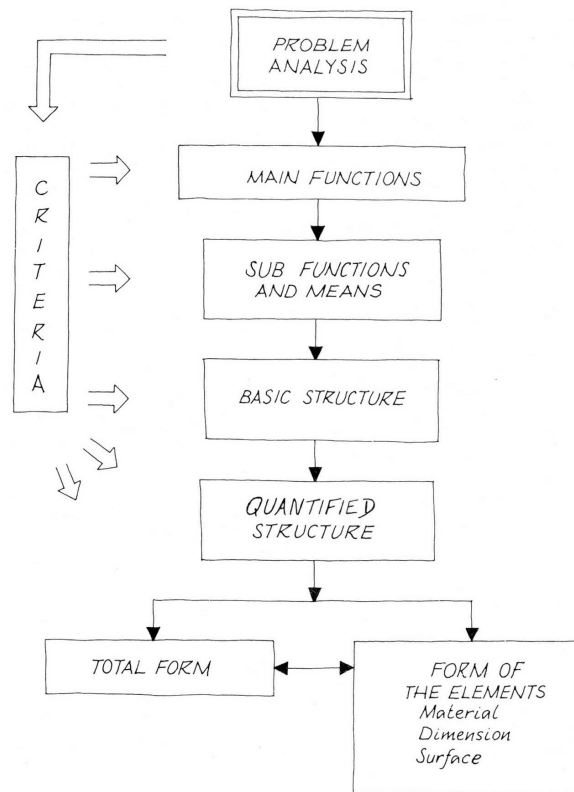 PROBLEM
ANALYSIS
CRITERIA
MAIN FUNCTIONS
SUB FUNCTIONS
AND MEANS
BASIC STRUCTURE
QUANTIFIED
STRUCTURE
TOTAL FORM
FORM OF
THE ELEMENTS
Material
Dimension
Surface